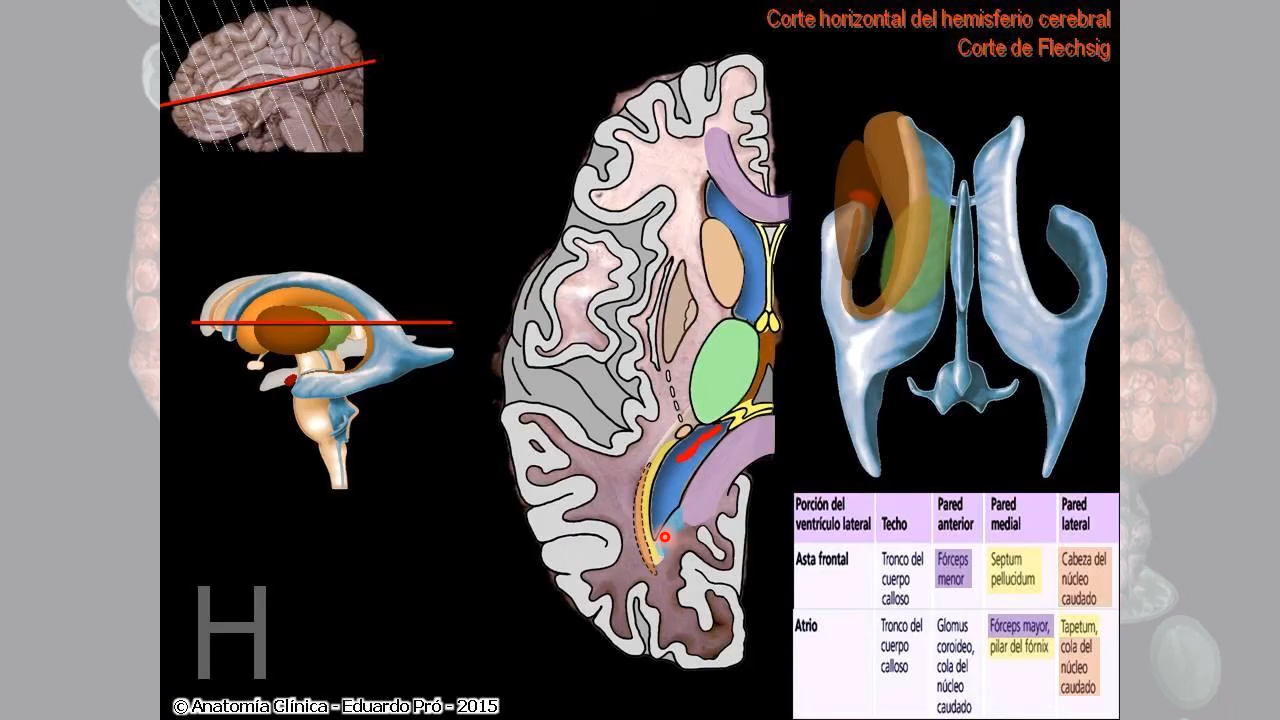 Corte horizontal del hemisferio cerebral
Corte de Flechsig
Porción del ventrículo lateral Techo Pared anterior Pared medial Pared lateral
Asta frontal Tronco del cuerpo calloso Fórceps menor Septum pellucidum Cabeza del núcleo caudado
Atrio Tronco del cuerpo calloso Glomus coroideo, cola del núcleo caudado Fórceps mayor, pilar del fórnix Tapetum, cola del núcleo caudado
H
© Anatomía Clínica - Eduardo Pró - 2015